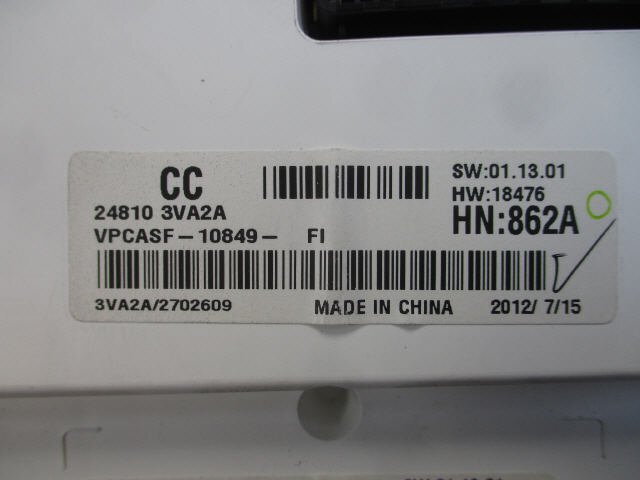 CC
SW:01.13.01
HW:18476
24810 3VA2A
HN:862A
VPCASF-10849- FI
3VA2A/2702609 MADE IN CHINA 2012/ 7/15